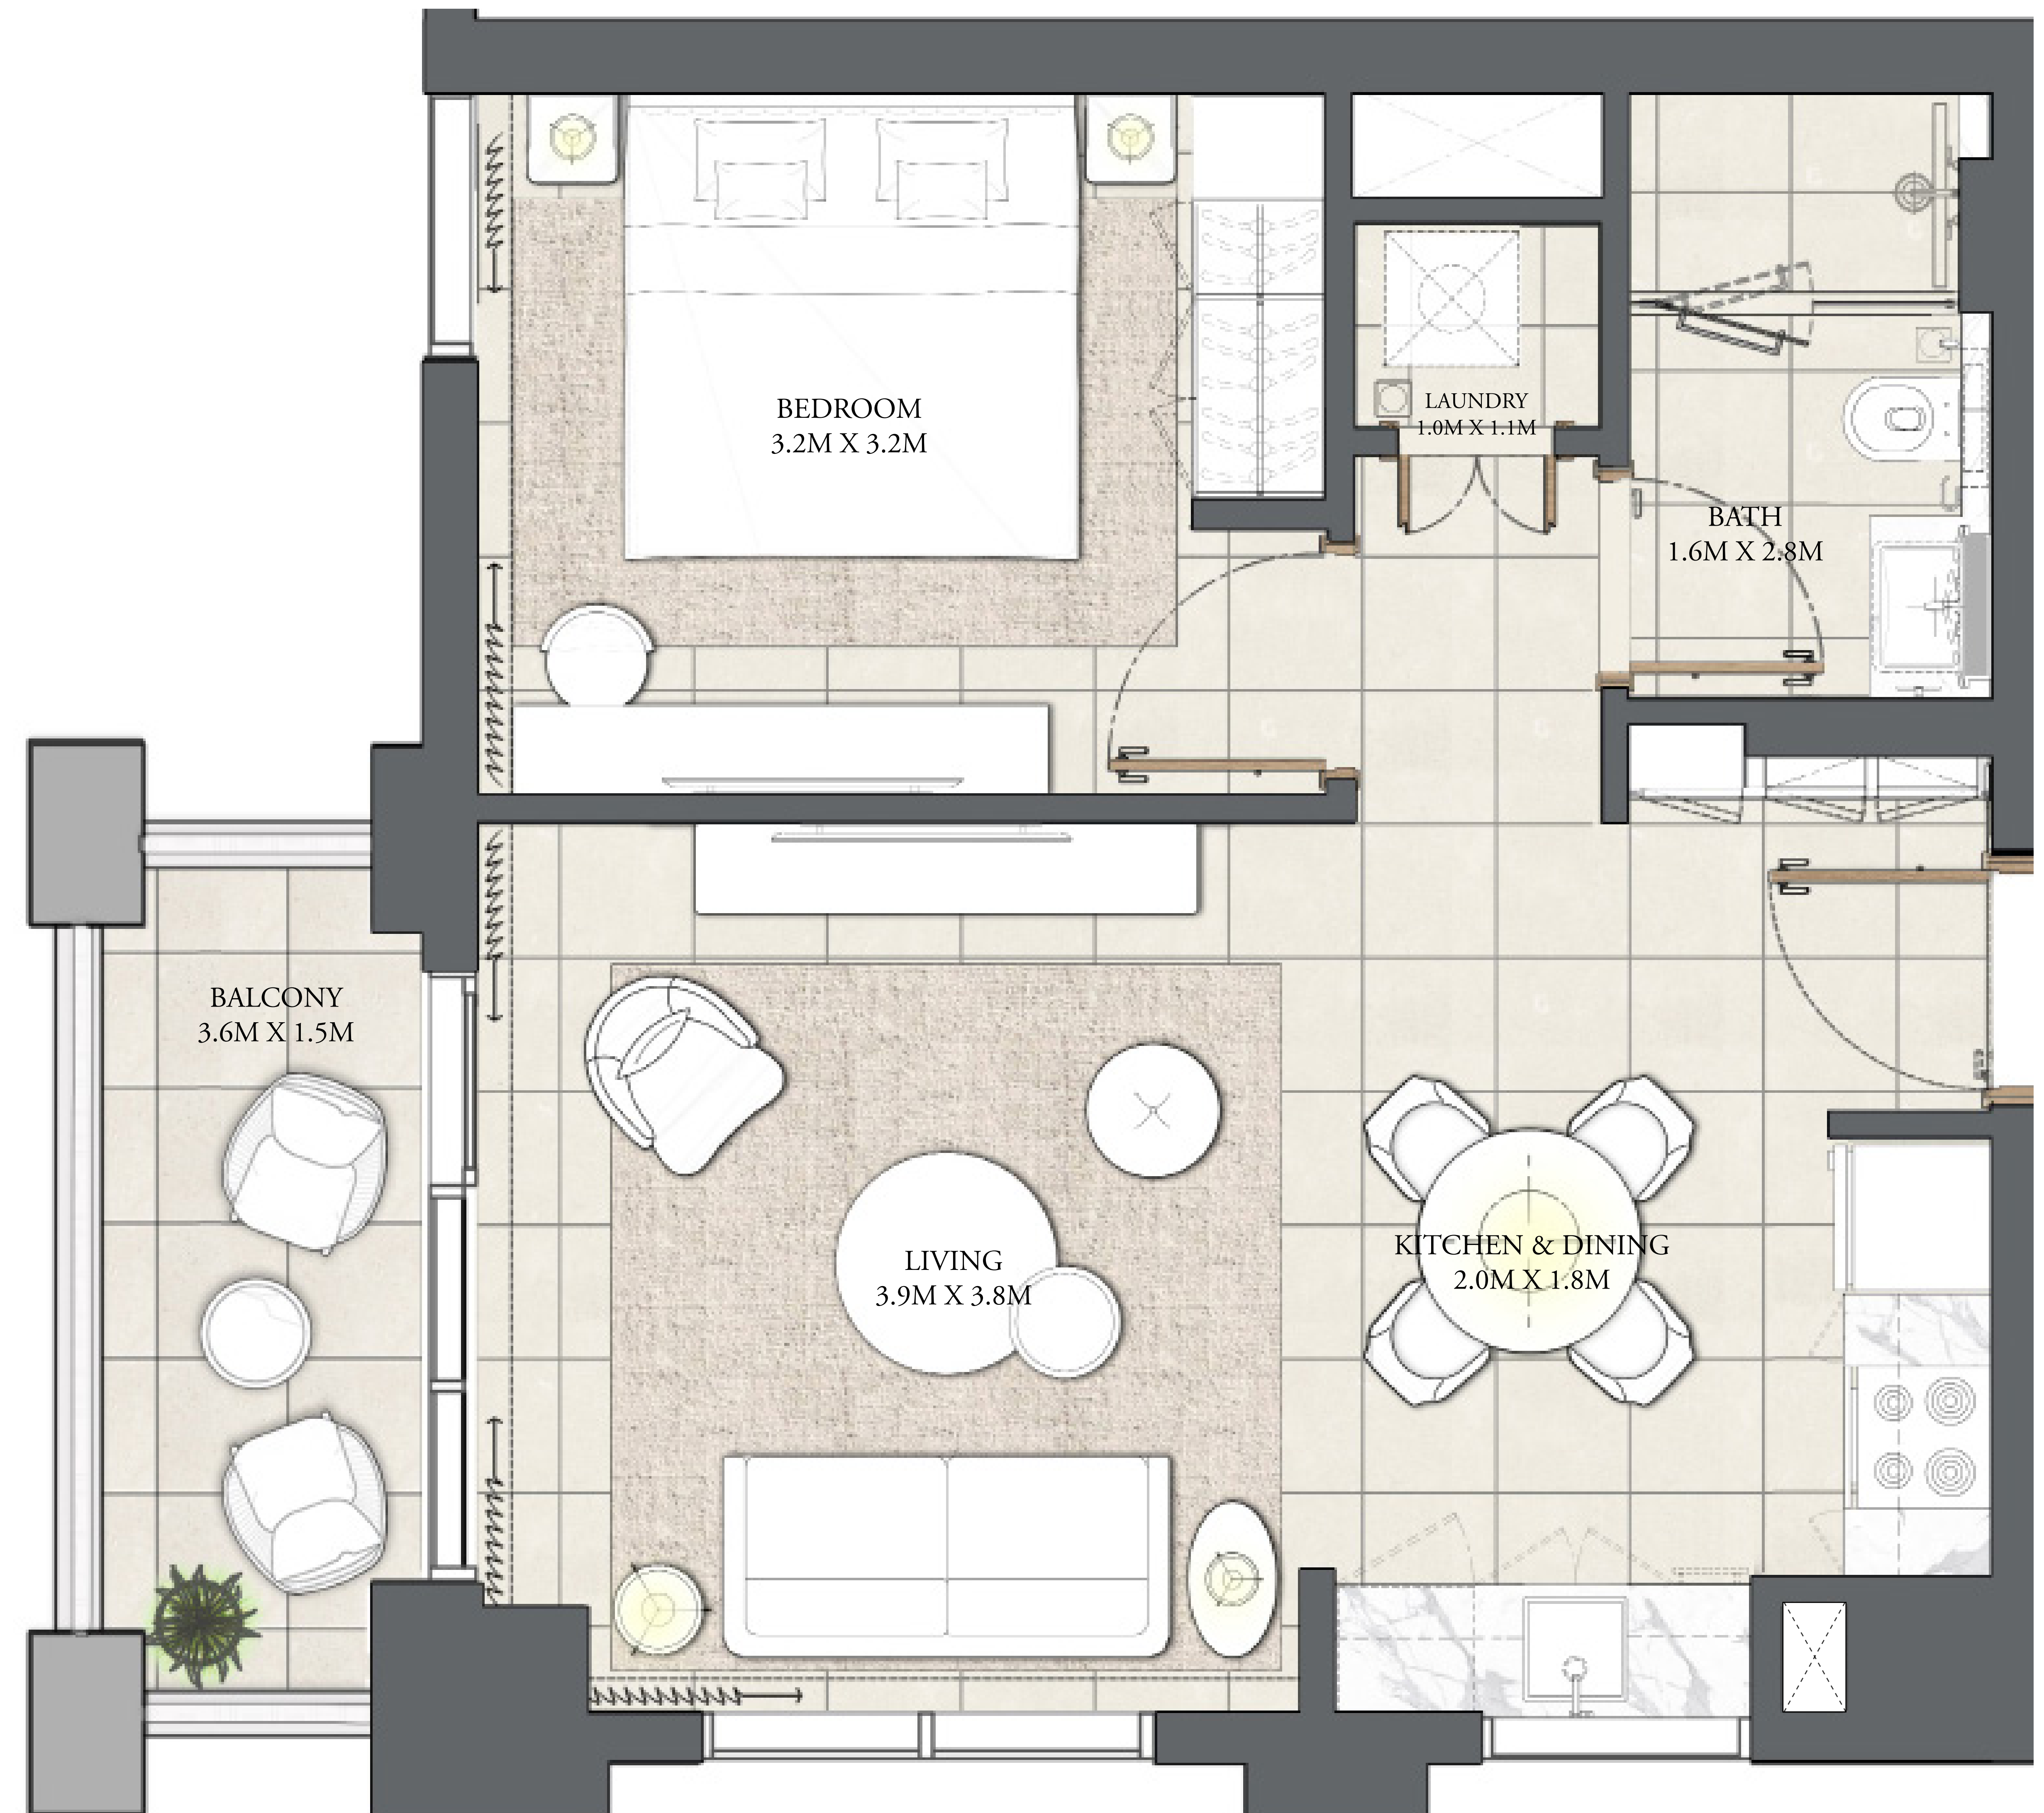 BEDROOM
3.2M X 3.2M
LAUNDRY
1.0M X 1.1M
BATH
1.6M X 2.8M
BALCONY
3.6M X 1.5M
LIVING
3.9M X 3.8M
KITCHEN & DINING
2.0M X 1.8M